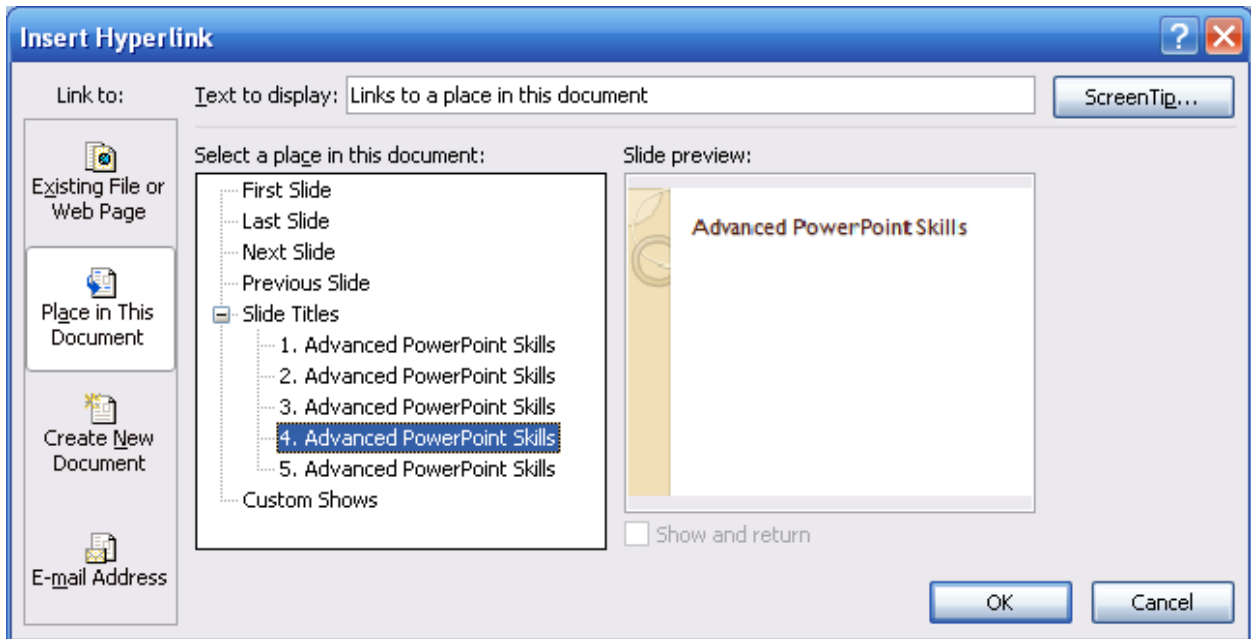 Insert Hyperlink
Link to:
Text to display: Links to a place in this document
ScreenTip...
Existing File or
Web Page
Place in This
Document
Create New
Document
E-mail Address
Select a place in this document:
First Slide
Last Slide
Next Slide
Previous Slide
Slide Titles
1. Advanced PowerPoint Skills
2. Advanced PowerPoint Skills
3. Advanced PowerPoint Skills
4. Advanced PowerPoint Skills
5. Advanced PowerPoint Skills
Custom Shows
Slide preview:
Advanced PowerPoint Skills
Show and return
OK
Cancel